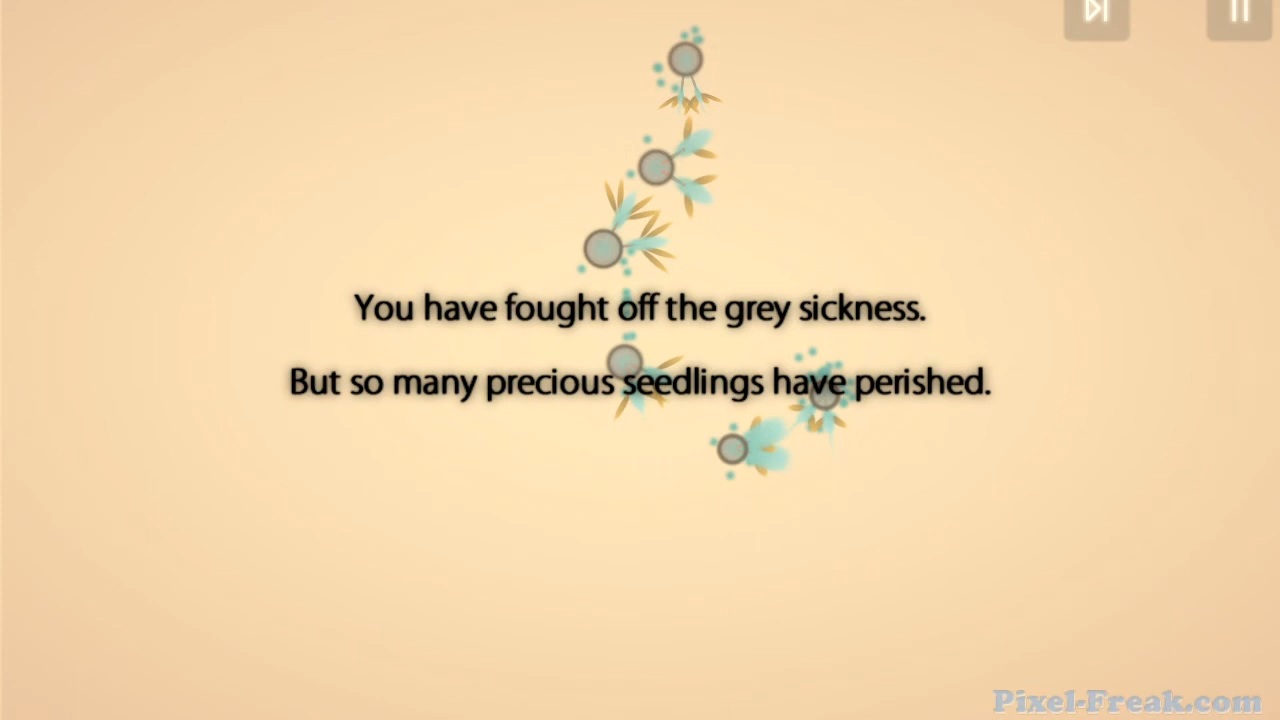 You have fought off the grey sickness.
But so many precious seedlings have perished.
Pixel-Freak.com